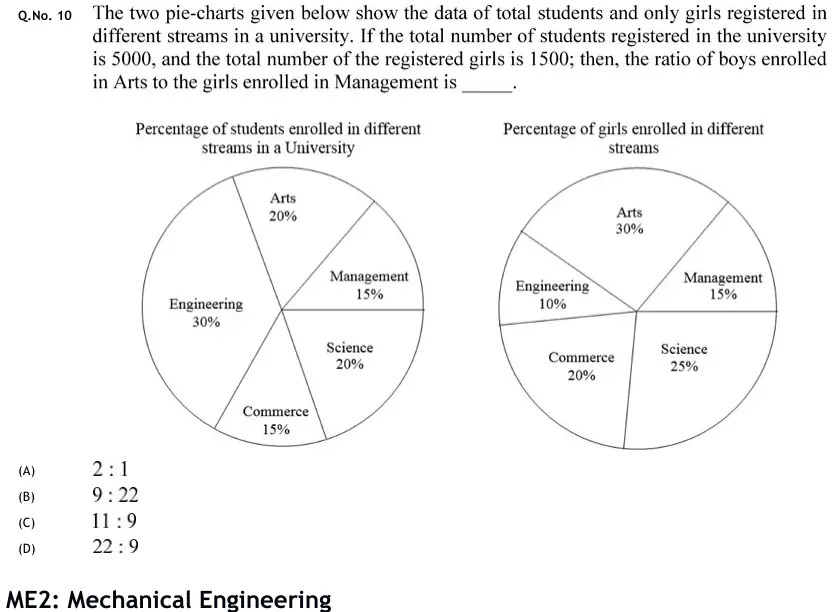 Q.No. 10 The two pie-charts given below show the data of total students and only girls registered in
different streams in a university. If the total number of students registered in the university
is 5000, and the total number of the registered girls is 1500; then, the ratio of boys enrolled
in Arts to the girls enrolled in Management is _____.
Percentage of students enrolled in different
streams in a University
Arts
20%
Management
15%
Engineering
30%
Science
20%
Commerce
15%
Percentage of girls enrolled in different
streams
Arts
30%
Management
15%
Engineering
10%
Science
25%
Commerce
20%
(A) 2 : 1
(B) 9 : 22
(C) 11 : 9
(D) 22 : 9
ME2: Mechanical Engineering